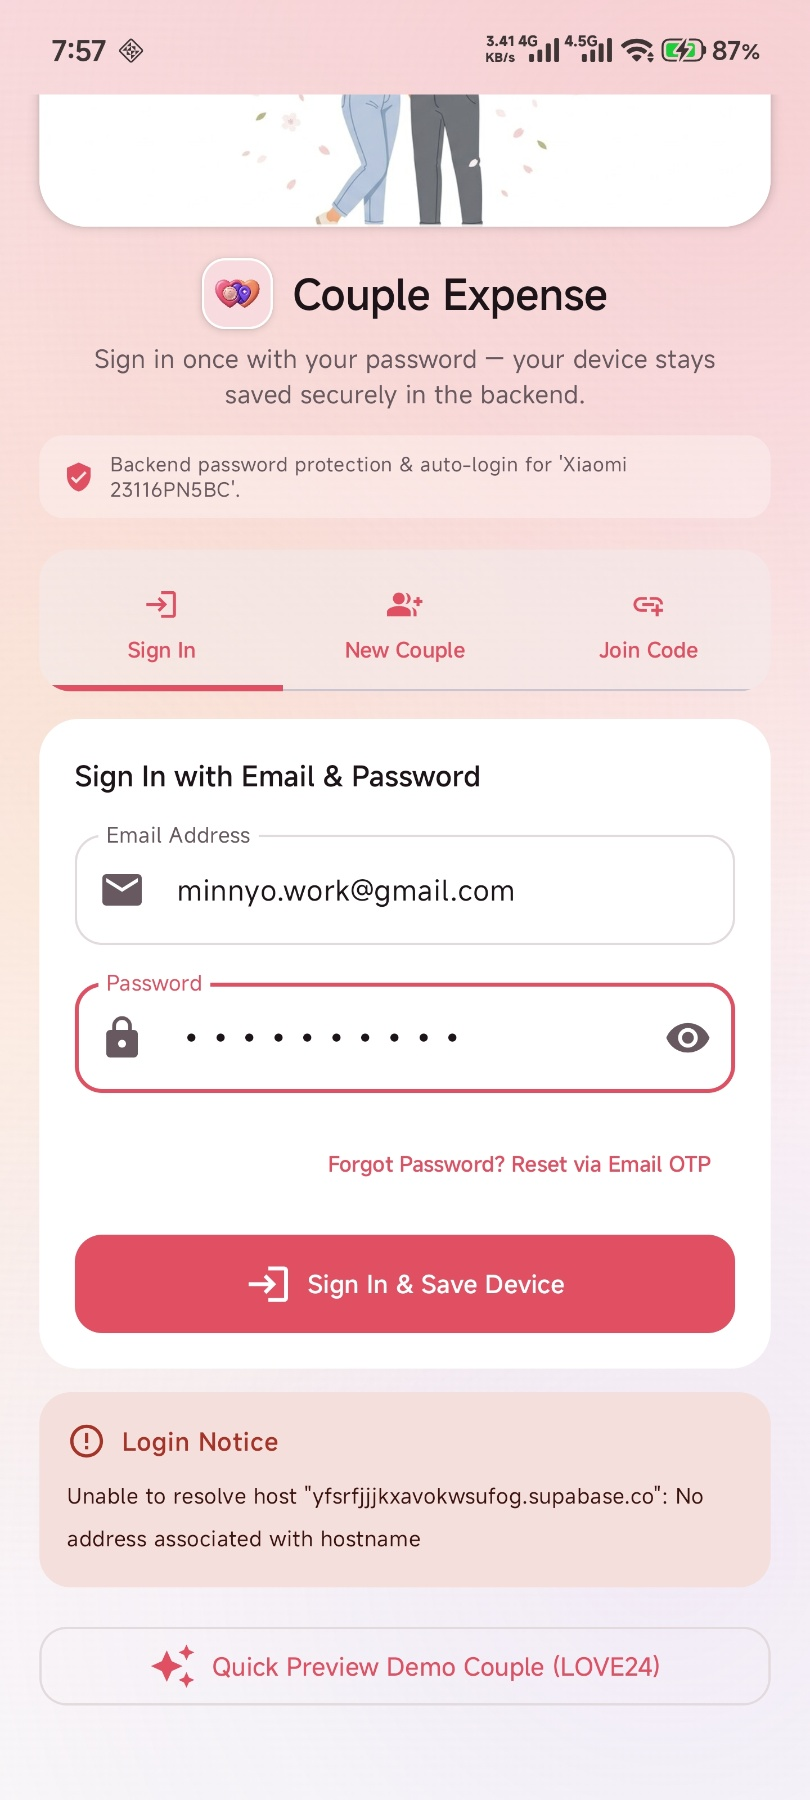 7:57
3.41 KB/s 4G 4.5G 87%
Couple Expense
Sign in once with your password — your device stays
saved securely in the backend.
Backend password protection & auto-login for 'Xiaomi
23116PN5BC'.
Sign In
New Couple
Join Code
Sign In with Email & Password
Email Address
minnyo.work@gmail.com
Password
Forgot Password? Reset via Email OTP
Sign In & Save Device
Login Notice
Unable to resolve host "yfsrfjjjkxavokwsufog.supabase.co": No
address associated with hostname
Quick Preview Demo Couple (LOVE24)